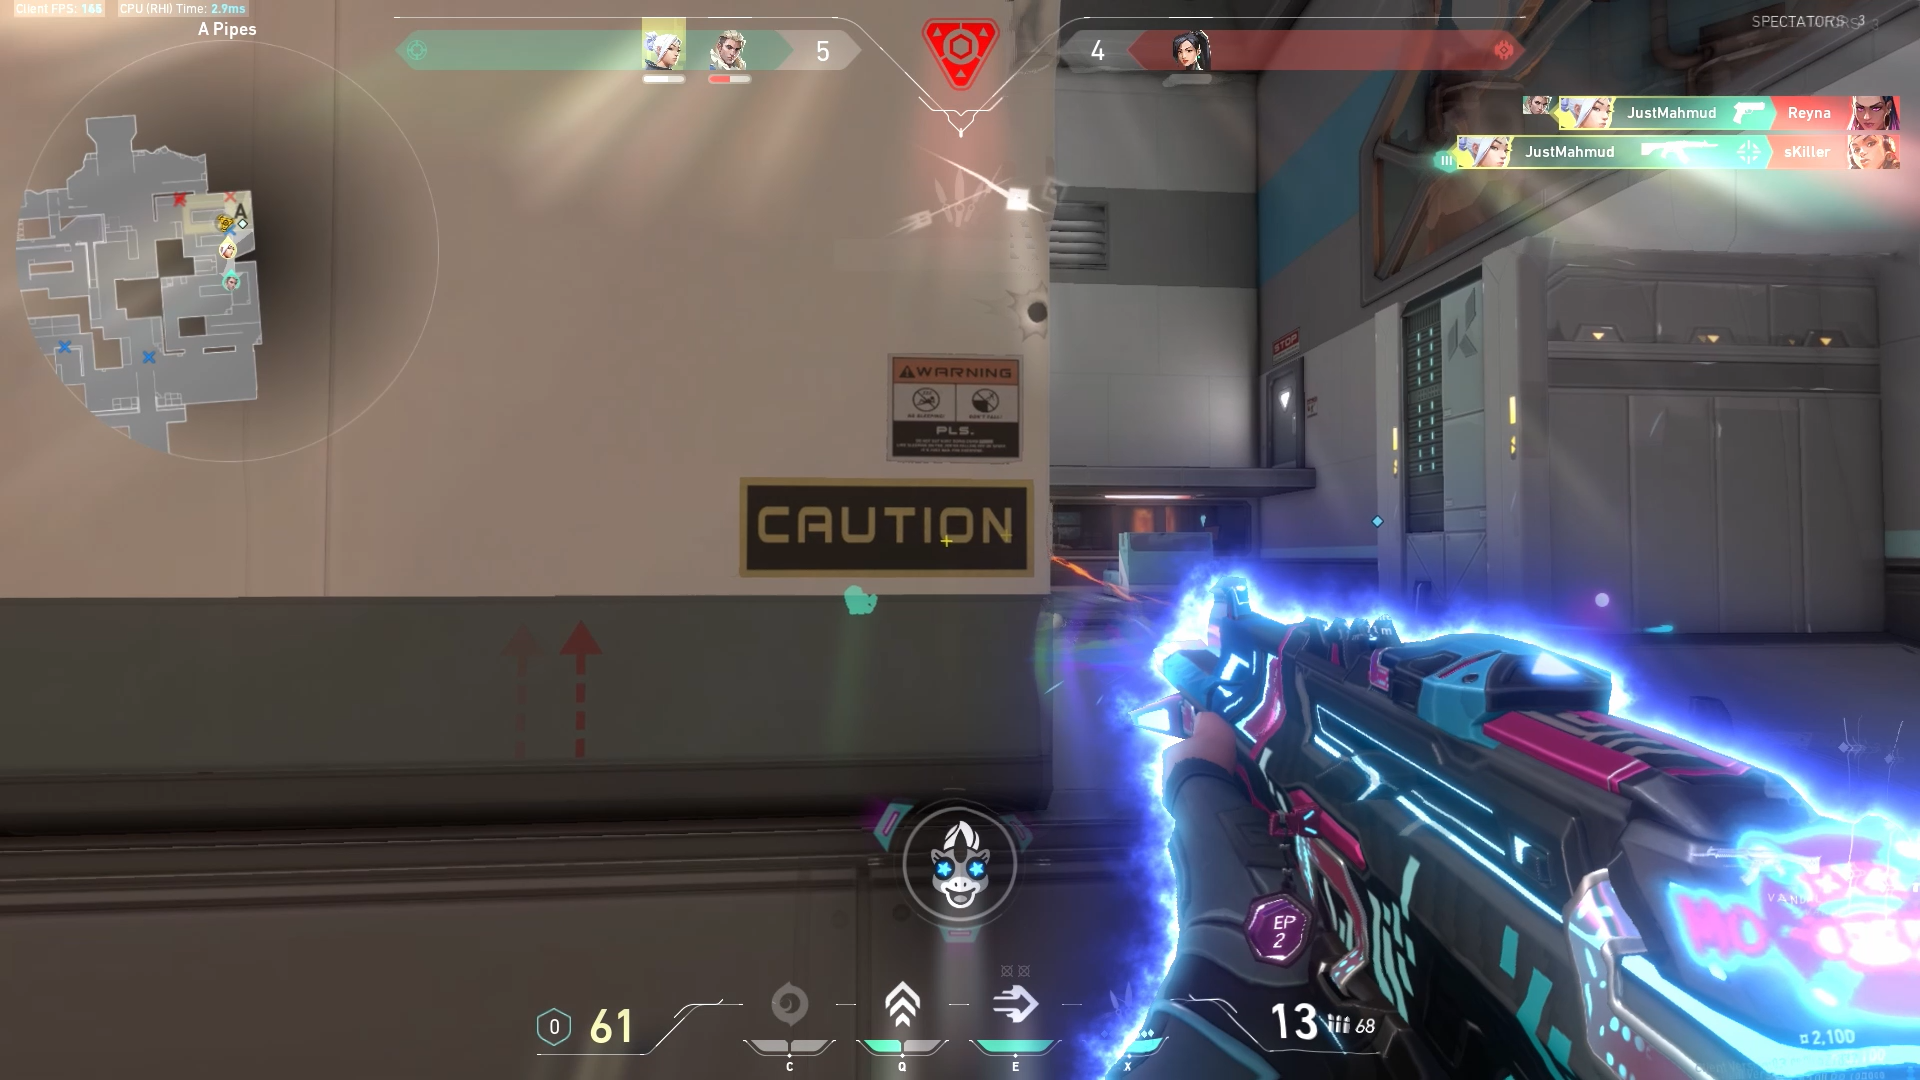 Client FPS: 165 CPU (RHI) Time: 2.9ms
A Pipes
5
4
SPECTATORS 3
JustMahmud Reyna
JustMahmud sKiller
A
STOP
WARNING
PLS.
CAUTION
EP
2
0
61
13
68
C
Q
E
X
2,100